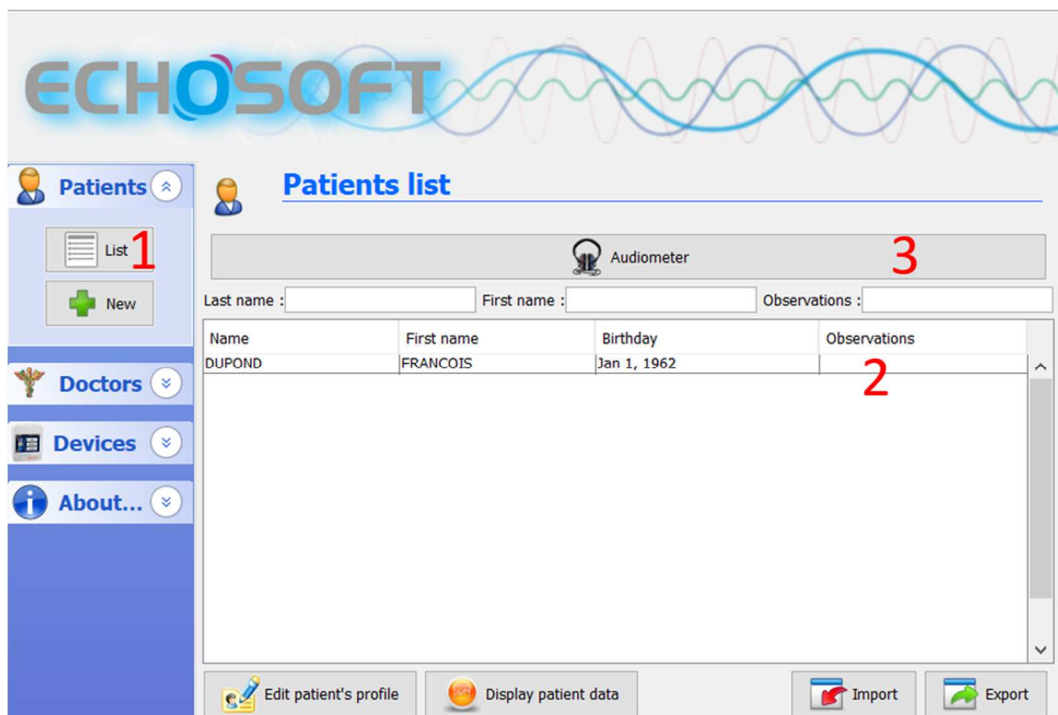 ECHOSOFT
Patients
Patients list
List 1
Audiometer 3
New
Last name :
First name :
Observations :
Name First name Birthday Observations
DUPOND FRANCOIS Jan 1, 1962
2
Doctors
Devices
About...
Edit patient's profile
Display patient data
Import
Export